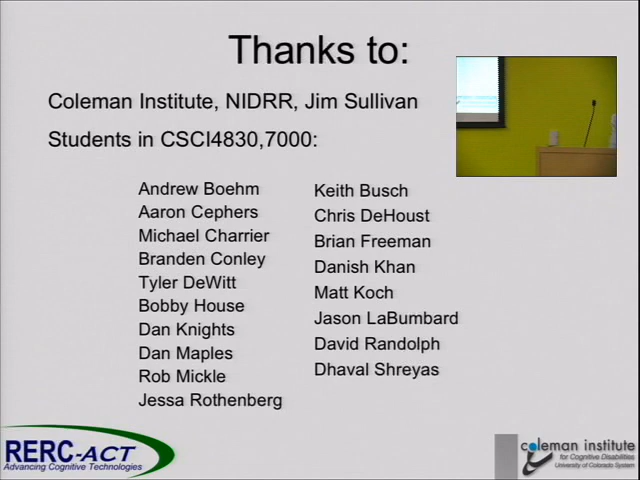 Thanks to:
Coleman Institute, NIDRR, Jim Sullivan
Students in CSCI4830,7000:
Andrew Boehm
Aaron Cephers
Michael Charrier
Branden Conley
Tyler DeWitt
Bobby House
Dan Knights
Dan Maples
Rob Mickle
Jessa Rothenberg
Keith Busch
Chris DeHoust
Brian Freeman
Danish Khan
Matt Koch
Jason LaBumbard
David Randolph
Dhaval Shreyas
RERC-ACT
Advancing Cognitive Technologies
coleman institute
for Cognitive Disabilities
University of Colorado System